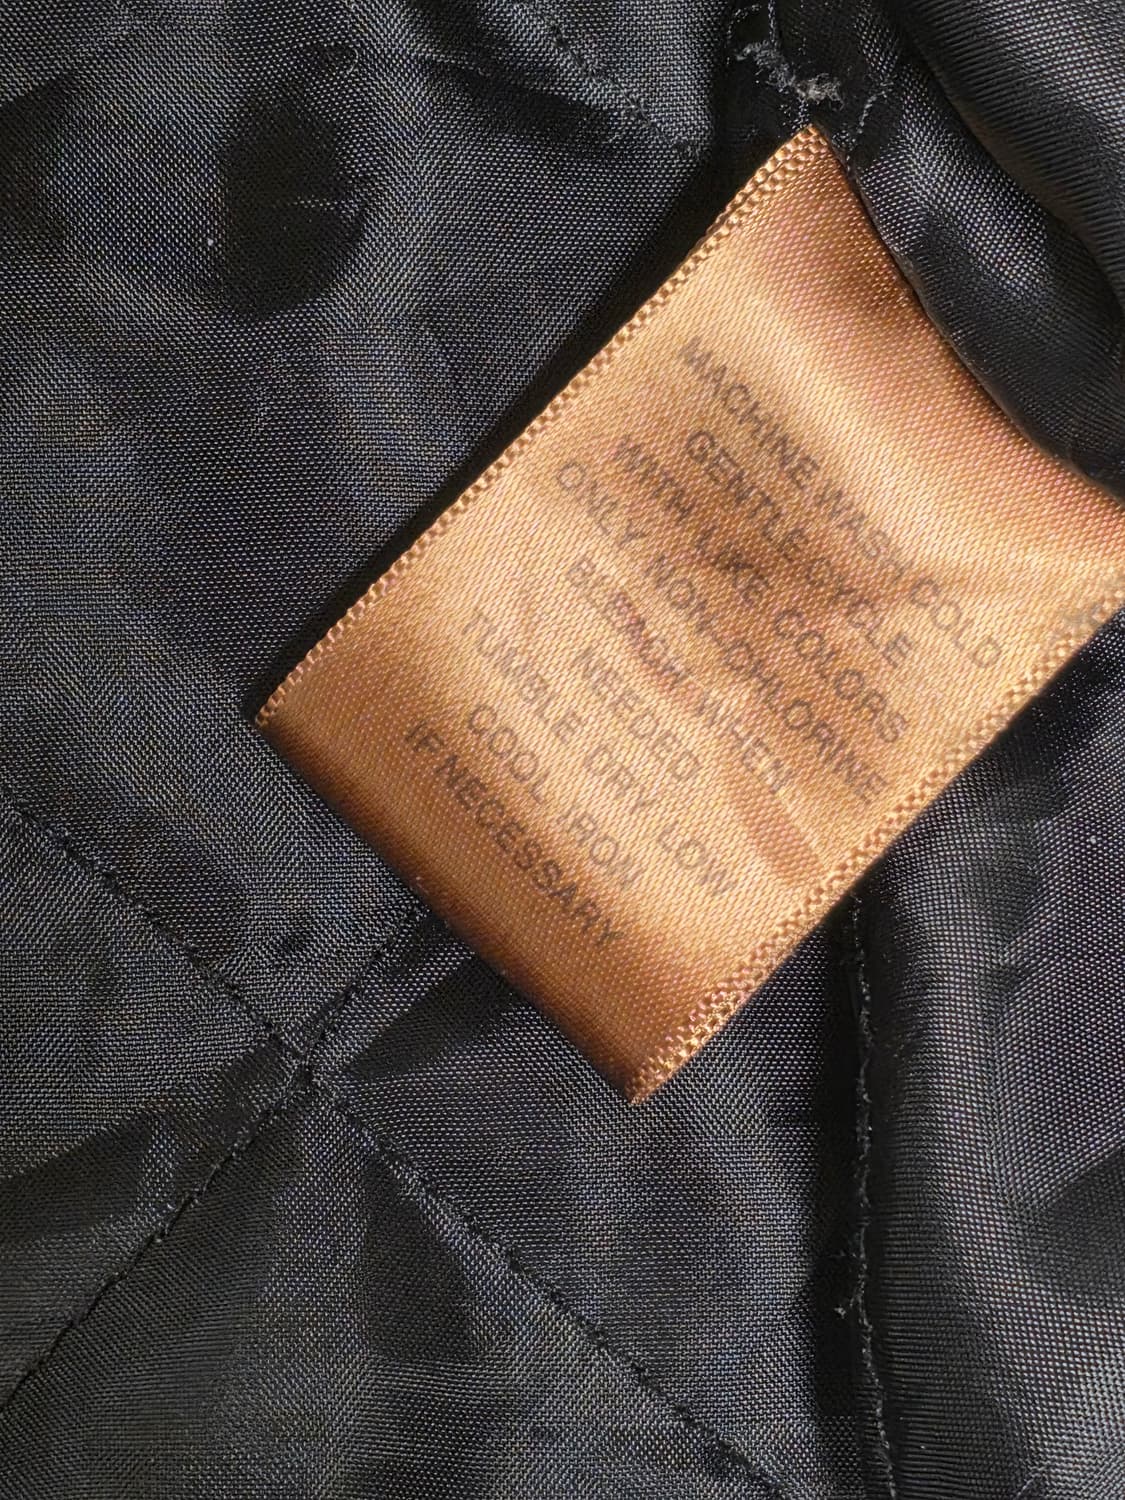 MACHINE WASH COLD
GENTLE CYCLE
WITH LIKE COLORS
ONLY NON-CHLORINE
BLEACH WHEN
NEEDED
TUMBLE DRY LOW
COOL IRON
IF NECESSARY